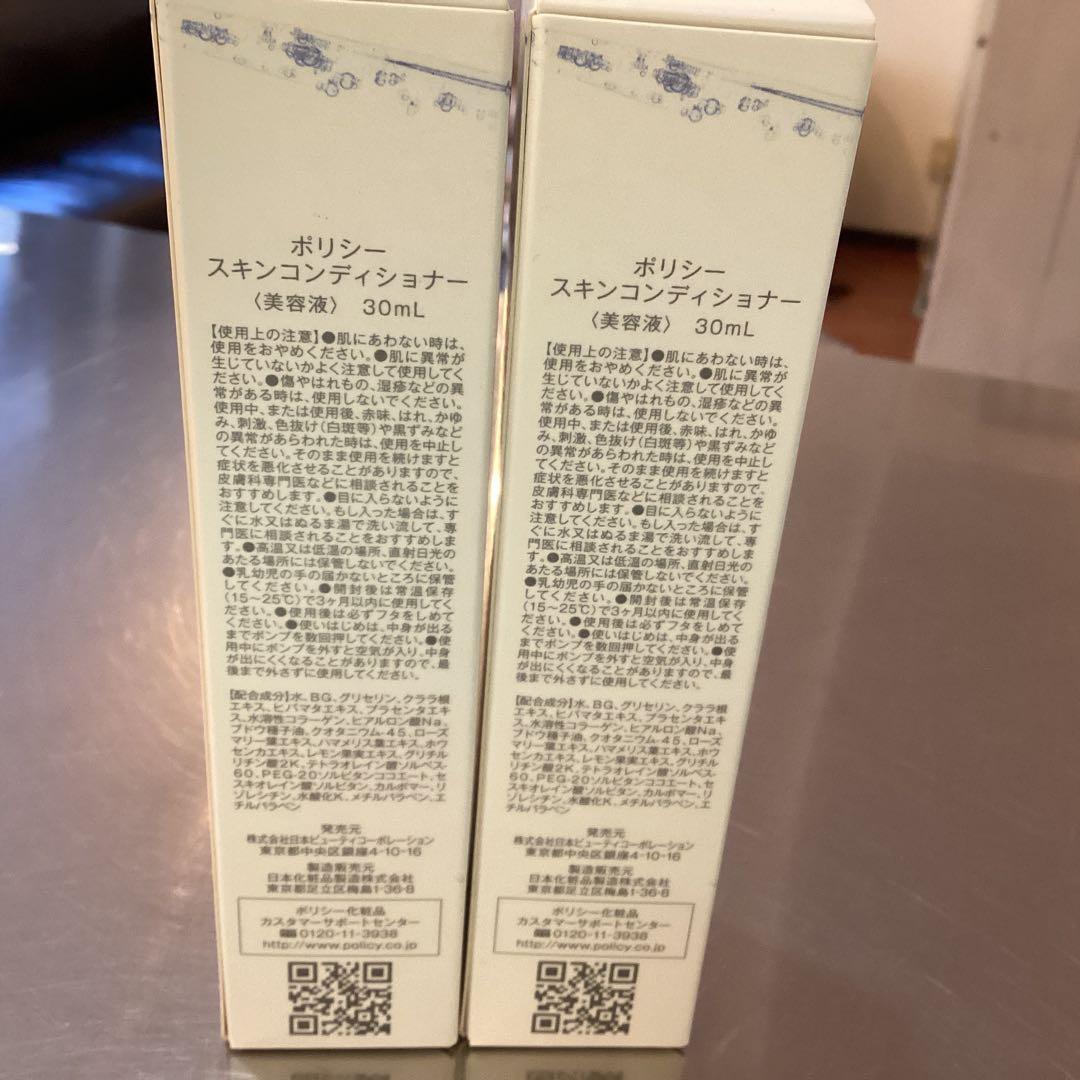 ポリシー
スキンコンディショナー
〈美容液〉 30mL
【使用上の注意】●肌にあわない時は、
使用をおやめください。●肌に異常が
生じていないかよく注意して使用してく
ださい。●傷やはれもの、湿疹などの異
常がある時は、使用しないでください。
使用中、または使用後、赤味、はれ、かゆ
み、刺激、色抜け(白斑等)や黒ずみなど
の異常があらわれた時は、使用を中止し
てください。そのまま使用を続けますと
症状を悪化させることがありますので、
皮膚科専門医などに相談されることを
おすすめします。●目に入らないように
注意してください。もし入った場合は、す
ぐに水又はぬるま湯で洗い流して、専
門医に相談されることをおすすめしま
す。●高温又は低温の場所、直射日光の
あたる場所には保管しないでください。
●乳幼児の手の届かないところに保管
してください。●開封後は常温保存
(15〜25℃)で3ヶ月以内に使用してく
ださい。●使用後は必ずフタをしめて
ください。●使いはじめは、中身が出る
までポンプを数回押してください。●使
用中にポンプを外すと空気が入り、中身
が出にくくなることがありますので、最
後まで外さずに使用してください。
【配合成分】水、BG、グリセリン、クララ根
エキス、ヒバマタエキス、プラセンタエキ
ス、水溶性コラーゲン、ヒアルロン酸Na、
ブドウ種子油、クオタニウム-45、ローズ
マリー葉エキス、ハマメリス葉エキス、ホウ
センカエキス、レモン果実エキス、グリチル
リチン酸2K、テトラオレイン酸ソルベス-
60、PEG-20ソルビタンココエート、セ
スキオレイン酸ソルビタン、カルボマー、リ
ゾレシチン、水酸化K、メチルパラベン、エ
チルパラベン
発売元
株式会社日本ビューティコーポレーション
東京都中央区銀座4-10-16
製造販売元
日本化粧品製造株式会社
東京都足立区梅島1-36-8
ポリシー化粧品
カスタマーサポートセンター
0120-11-3938
http://www.policy.co.jp
ポリシー
スキンコンディショナー
〈美容液〉 30mL
【使用上の注意】●肌にあわない時は、
使用をおやめください。●肌に異常が
生じていないかよく注意して使用してく
ださい。●傷やはれもの、湿疹などの異
常がある時は、使用しないでください。
使用中、または使用後、赤味、はれ、かゆ
み、刺激、色抜け(白斑等)や黒ずみなど
の異常があらわれた時は、使用を中止し
てください。そのまま使用を続けますと
症状を悪化させることがありますので、
皮膚科専門医などに相談されることを
おすすめします。●目に入らないように
注意してください。もし入った場合は、す
ぐに水又はぬるま湯で洗い流して、専
門医に相談されることをおすすめしま
す。●高温又は低温の場所、直射日光の
あたる場所には保管しないでください。
●乳幼児の手の届かないところに保管
してください。●開封後は常温保存
(15〜25℃)で3ヶ月以内に使用してく
ださい。●使用後は必ずフタをしめて
ください。●使いはじめは、中身が出る
までポンプを数回押してください。●使
用中にポンプを外すと空気が入り、中身
が出にくくなることがありますので、最
後まで外さずに使用してください。
【配合成分】水、BG、グリセリン、クララ根
エキス、ヒバマタエキス、プラセンタエキ
ス、水溶性コラーゲン、ヒアルロン酸Na、
ブドウ種子油、クオタニウム-45、ローズ
マリー葉エキス、ハマメリス葉エキス、ホウ
センカエキス、レモン果実エキス、グリチル
リチン酸2K、テトラオレイン酸ソルベス-
60、PEG-20ソルビタンココエート、セ
スキオレイン酸ソルビタン、カルボマー、リ
ゾレシチン、水酸化K、メチルパラベン、エ
チルパラベン
発売元
株式会社日本ビューティコーポレーション
東京都中央区銀座4-10-16
製造販売元
日本化粧品製造株式会社
東京都足立区梅島1-36-8
ポリシー化粧品
カスタマーサポートセンター
0120-11-3938
http://www.policy.co.jp